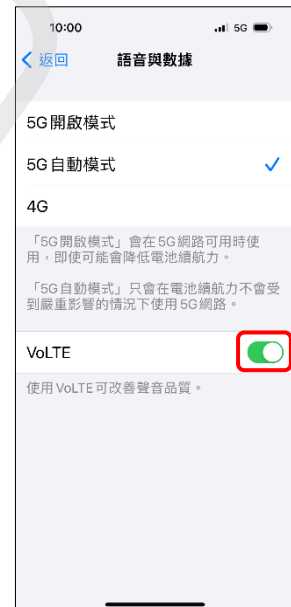 10:00 5G
返回 語音與數據
5G開啟模式
5G自動模式
4G
「5G開啟模式」會在5G網路可用時使
用，即使可能會降低電池續航力。
「5G自動模式」只會在電池續航力不會受
到嚴重影響的情況下使用5G網路。
VoLTE
使用VoLTE可改善聲音品質。